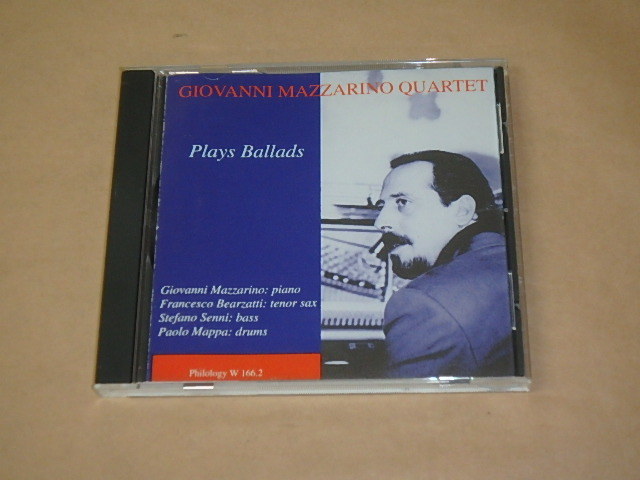 GIOVANNI MAZZARINO QUARTET
Plays Ballads
Giovanni Mazzarino: piano
Francesco Bearzatti: tenor sax
Stefano Senni: bass
Paolo Mappa: drums
Philology W 166.2